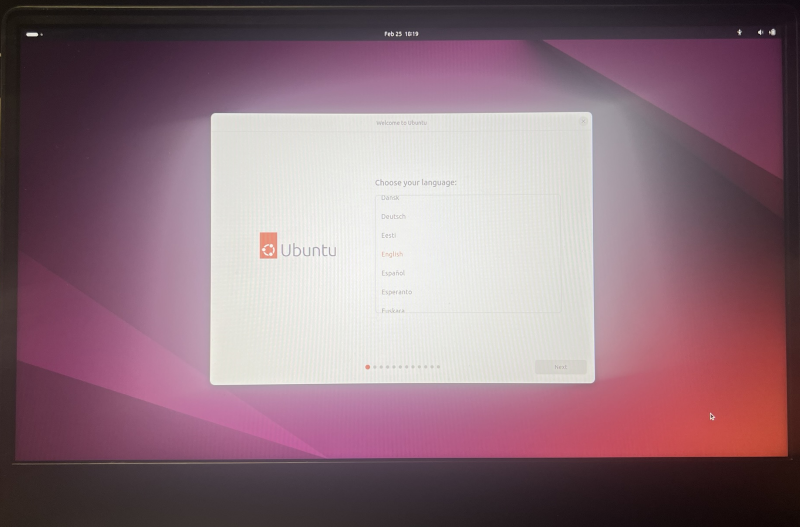 Feb 25 18:19
Welcome to Ubuntu
Choose your language:
Dansk
Deutsch
Eesti
English
Español
Esperanto
Euskara
Ubuntu
Next